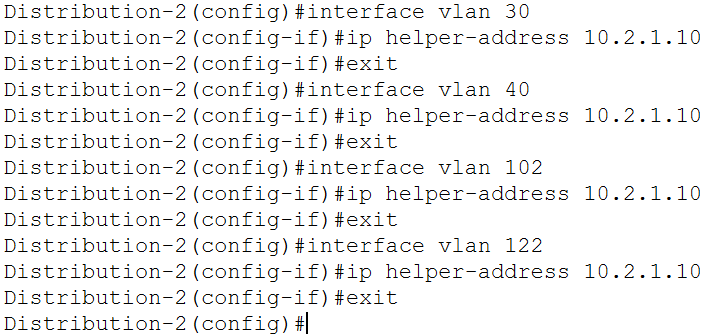 Distribution-2(config)#interface vlan 30
Distribution-2(config-if)#ip helper-address 10.2.1.10
Distribution-2(config-if)#exit
Distribution-2(config)#interface vlan 40
Distribution-2(config-if)#ip helper-address 10.2.1.10
Distribution-2(config-if)#exit
Distribution-2(config)#interface vlan 102
Distribution-2(config-if)#ip helper-address 10.2.1.10
Distribution-2(config-if)#exit
Distribution-2(config)#interface vlan 122
Distribution-2(config-if)#ip helper-address 10.2.1.10
Distribution-2(config-if)#exit
Distribution-2(config)#